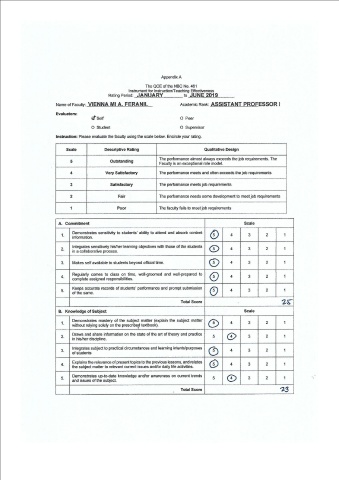 Appendix A
The QCE of the NBC No. 461
Instrument for Instruction/Teaching Effectiveness
Rating Period: JANUARY to JUNE 2019
Name of Faculty: VIENNA MI A. FERANIL Academic Rank: ASSISTANT PROFESSOR I
Evaluators:
Self Peer
Student Supervisor
Instruction: Please evaluate the faculty using the scale below. Encircle your rating.
Scale Descriptive Rating Qualitative Design
5 Outstanding The performance almost always exceeds the job requirements. The
Faculty is an exceptional role model.
4 Very Satisfactory The performance meets and often exceeds the job requirements
3 Satisfactory The performance meets job requirements
2 Fair The performance needs some development to meet job requirements
1 Poor The faculty fails to meet job requirements
A. Commitment Scale
1. Demonstrates sensitivity to students' ability to attend and absorb content
information. 5 4 3 2 1
2. Integrates sensitively his/her learning objectives with those of the students
in a collaborative process. 5 4 3 2 1
3. Makes self available to students beyond official time. 5 4 3 2 1
4. Regularly comes to class on time, well-groomed and well-prepared to
complete assigned responsibilities. 5 4 3 2 1
5. Keeps accurate records of students' performance and prompt submission
of the same. 5 4 3 2 1
Total Score 25
B. Knowledge of Subject Scale
1. Demonstrates mastery of the subject matter (explain the subject matter
without relying solely on the prescribed textbook). 5 4 3 2 1
2. Draws and share information on the state of the art of theory and practice
in his/her discipline. 5 4 3 2 1
3. Integrates subject to practical circumstances and learning intents/purposes
of students 5 4 3 2 1
4. Explains the relevance of present topics to the previous lessons, and relates
the subject matter to relevant current issues and/or daily life activities. 5 4 3 2 1
5. Demonstrates up-to-date knowledge and/or awareness on current trends
and issues of the subject. 5 4 3 2 1
Total Score 23